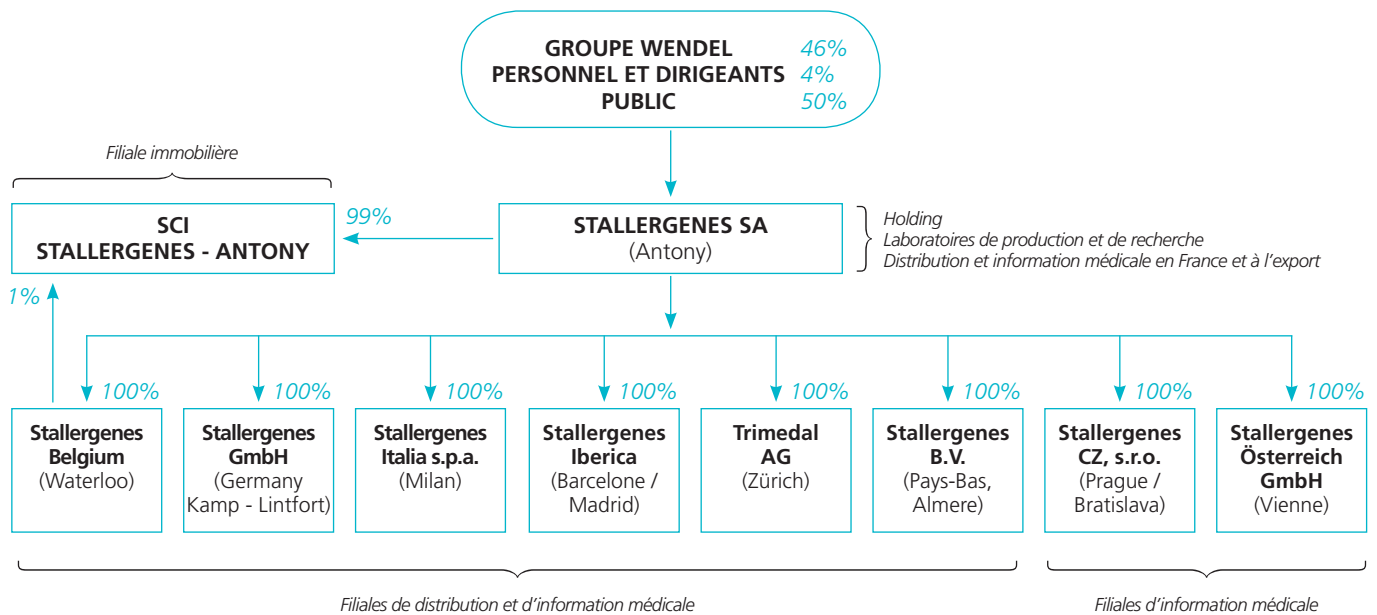 GROUPE WENDEL 46%
PERSONNEL ET DIRIGEANTS 4%
PUBLIC 50%
Filiale immobilière
SCI
STALLERGENES - ANTONY
99%
STALLERGENES SA
(Antony)
Holding
Laboratoires de production et de recherche
Distribution et information médicale en France et à l'export
1%
100%
100%
100%
100%
100%
100%
100%
100%
Stallergenes
Belgium
(Waterloo)
Stallergenes
GmbH
(Germany
Kamp - Lintfort)
Stallergenes
Italia s.p.a.
(Milan)
Stallergenes
Iberica
(Barcelone /
Madrid)
Trimedal
AG
(Zürich)
Stallergenes
B.V.
(Pays-Bas,
Almere)
Stallergenes
CZ, s.r.o.
(Prague /
Bratislava)
Stallergenes
Österreich
GmbH
(Vienne)
Filiales de distribution et d'information médicale
Filiales d'information médicale